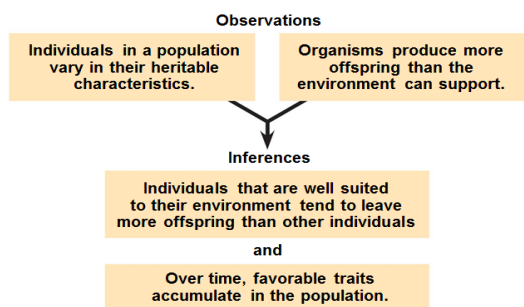 Observations
Individuals in a population
vary in their heritable
characteristics.
Organisms produce more
offspring than the
environment can support.
Inferences
Individuals that are well suited
to their environment tend to leave
more offspring than other individuals
and
Over time, favorable traits
accumulate in the population.